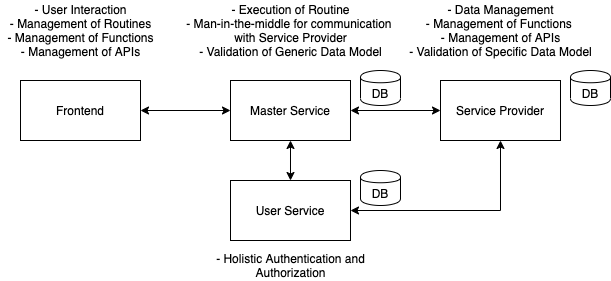 - User Interaction
- Management of Routines
- Management of Functions
- Management of APIs
- Execution of Routine
- Man-in-the-middle for communication
with Service Provider
- Validation of Generic Data Model
- Data Management
- Management of Functions
- Management of APIs
- Validation of Specific Data Model
Frontend
Master Service
DB
Service Provider
DB
User Service
DB
- Holistic Authentication and
Authorization